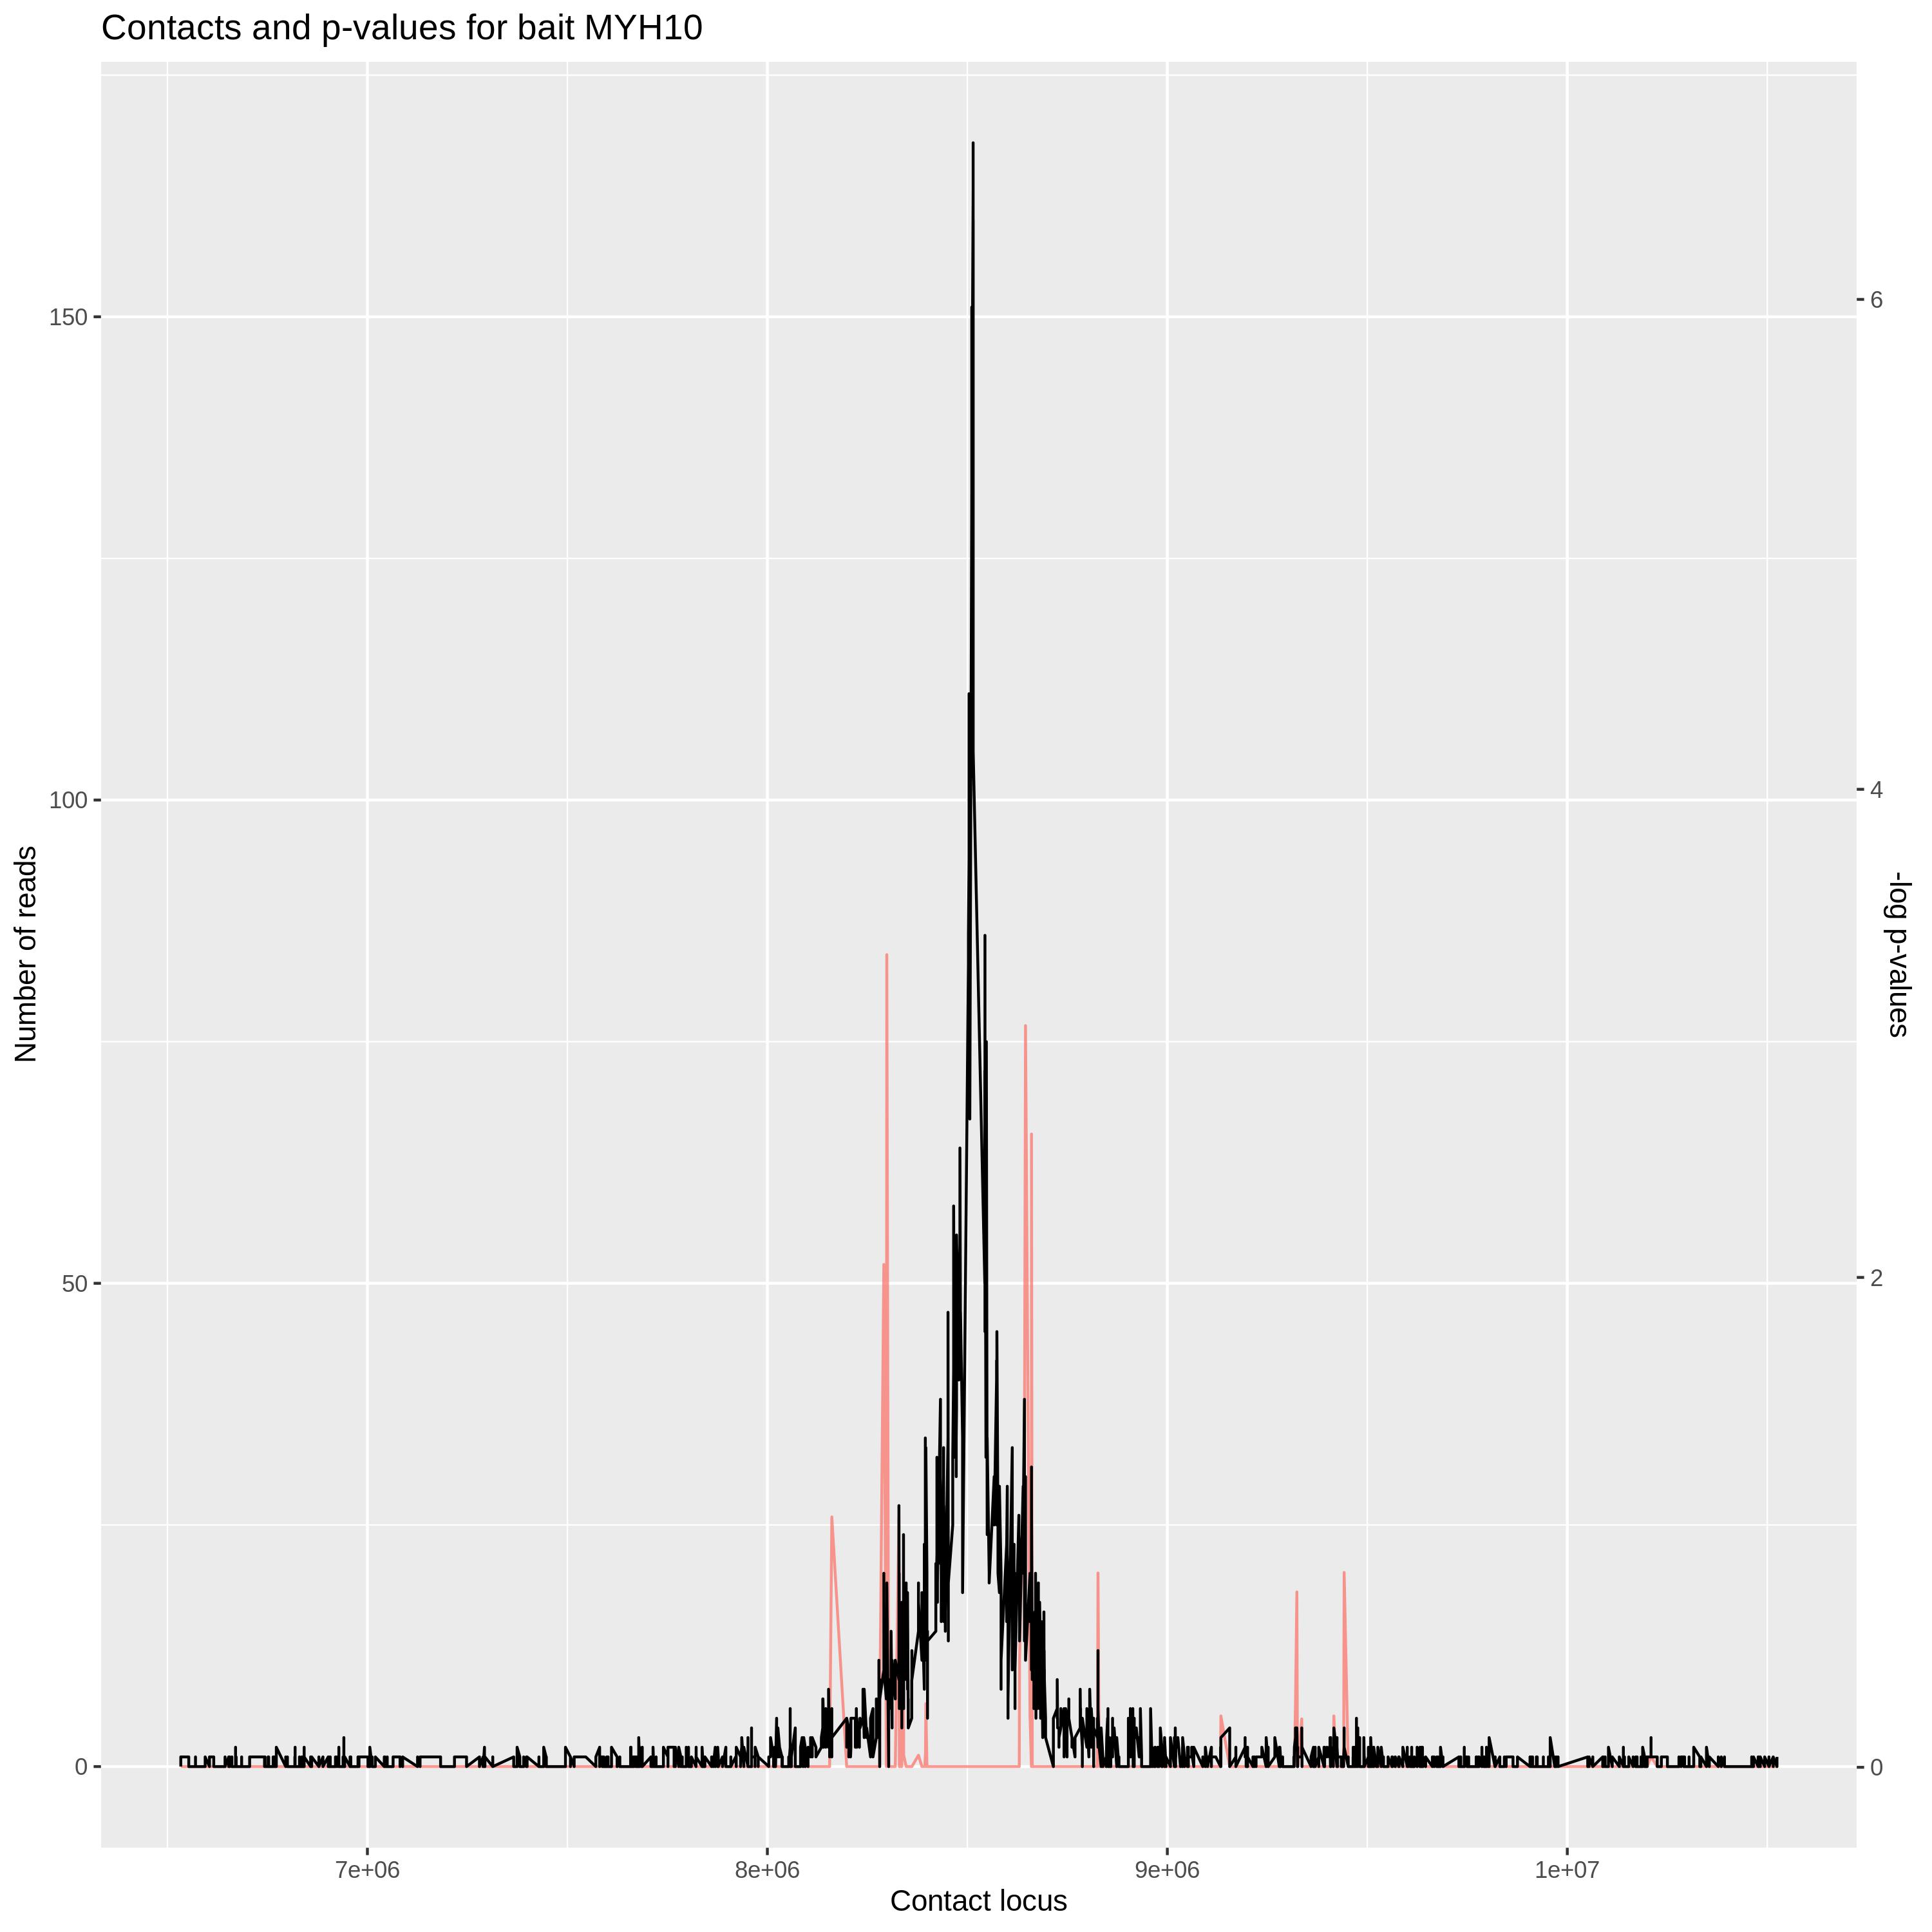 Contacts and p-values for bait MYH10
150
100
50
0
Number of reads
6
4
2
0
-log p-values
7e+06
8e+06
9e+06
1e+07
Contact locus